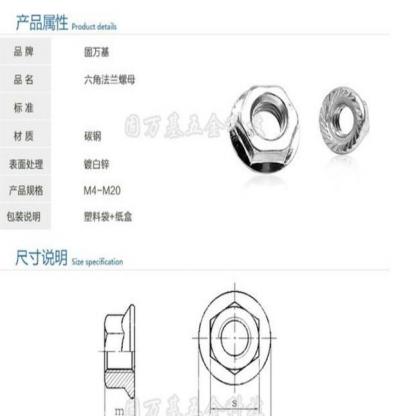 产品属性 Product details
品 牌 固万基
品 名 六角法兰螺母
标 准
材 质 碳钢
表面处理 镀白锌
产品规格 M4-M20
包装说明 塑料袋+纸盒
固万基五金
尺寸说明 Size specification
m
s
固万基五金